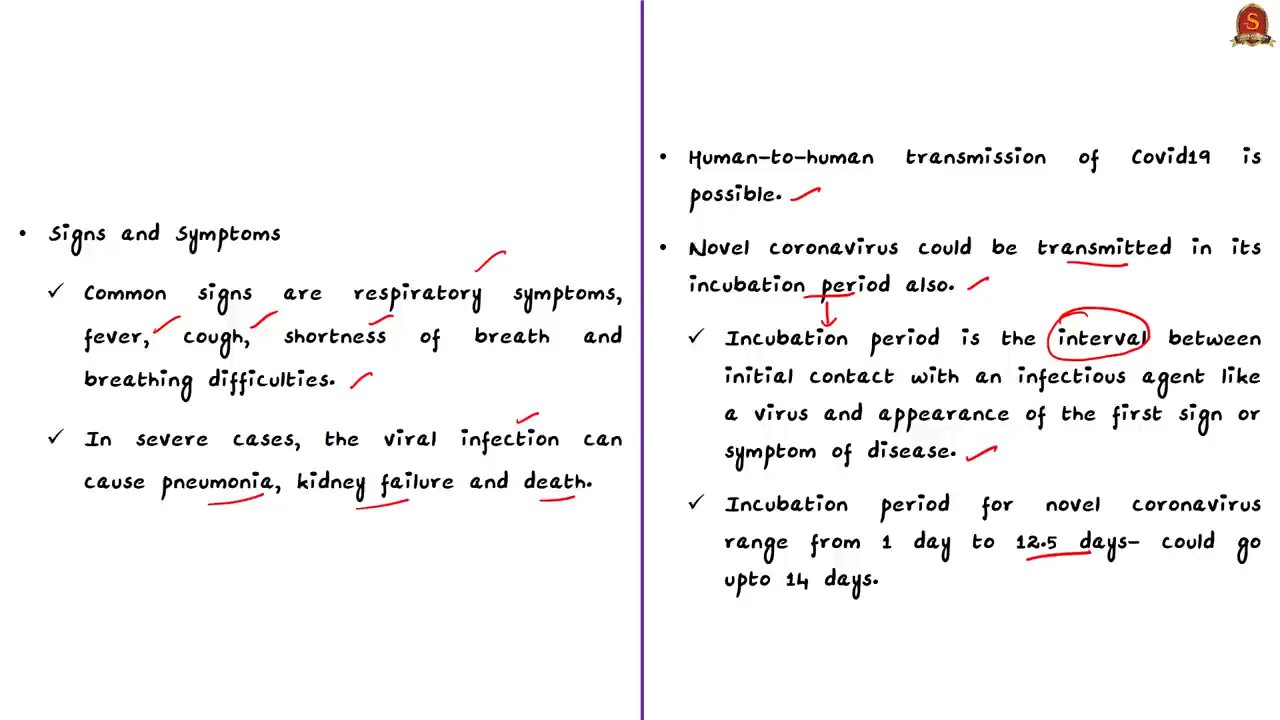 • Signs and Symptoms
✓ Common signs are respiratory symptoms,
fever, cough, shortness of breath and
breathing difficulties.
✓ In severe cases, the viral infection can
cause pneumonia, kidney failure and death.
• Human-to-human transmission of Covid19 is
possible.
• Novel coronavirus could be transmitted in its
incubation period also.
✓ Incubation period is the interval between
initial contact with an infectious agent like
a virus and appearance of the first sign or
symptom of disease.
✓ Incubation period for novel coronavirus
range from 1 day to 12.5 days- could go
upto 14 days.
S